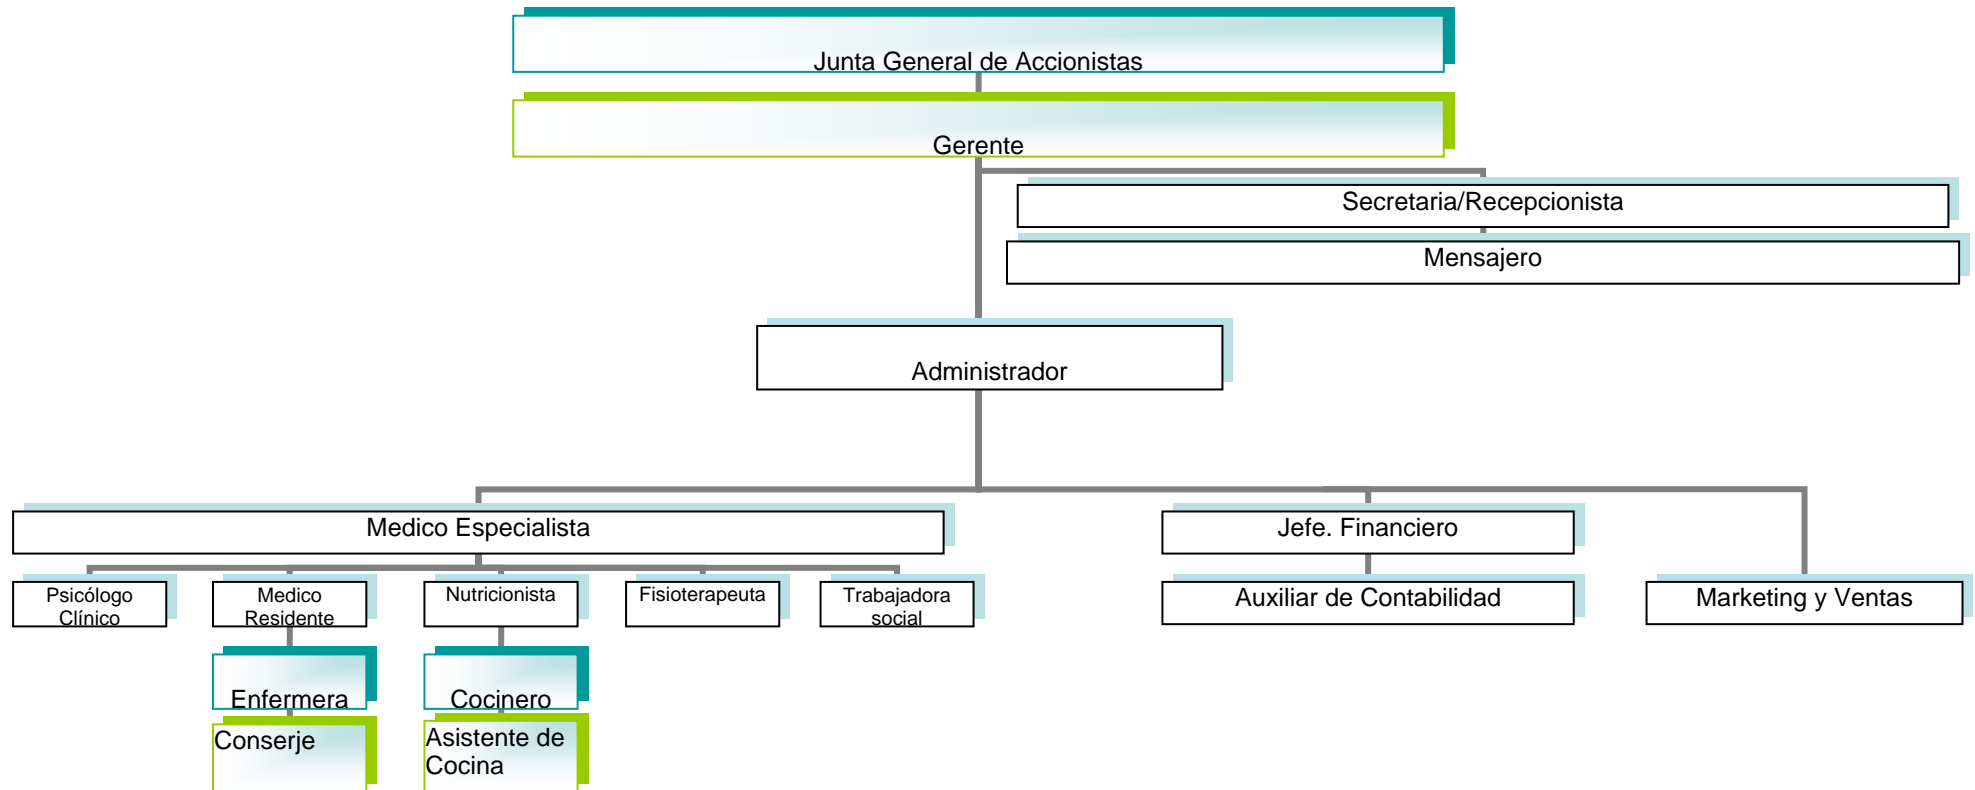 Junta General de Accionistas
Gerente
Secretaria/Recepcionista
Mensajero
Administrador
Medico Especialista
Jefe. Financiero
Psicólogo
Clínico
Medico
Residente
Nutricionista
Fisioterapeuta
Trabajadora
social
Auxiliar de Contabilidad
Marketing y Ventas
Enfermera
Cocinero
Conserje
Asistente de
Cocina